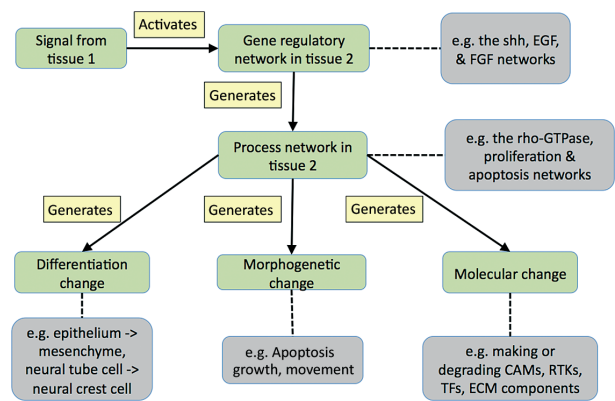 Activates
Signal from
tissue 1
Gene regulatory
network in tissue 2
e.g. the shh, EGF,
& FGF networks
Generates
Process network in
tissue 2
e.g. the rho-GTPase,
proliferation &
apoptosis networks
Generates
Generates
Generates
Differentiation
change
Morphogenetic
change
Molecular change
e.g. epithelium ->
mesenchyme,
neural tube cell ->
neural crest cell
e.g. Apoptosis
growth, movement
e.g. making or
degrading CAMs, RTKs,
TFs, ECM components